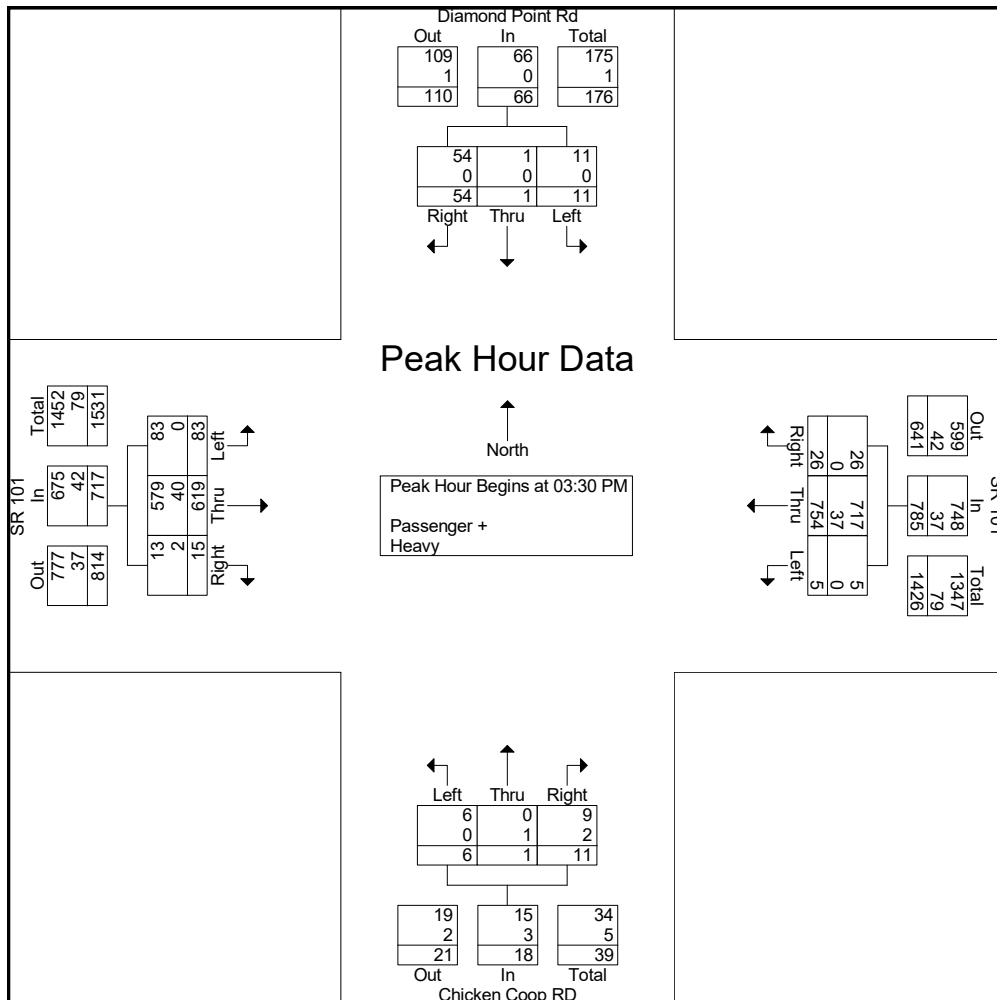 Diamond Point Rd
Out In Total
109 66 175
1 0 1
110 66 176
54 1 11
0 0 0
54 1 11
Right Thru Left
Peak Hour Data
North
Peak Hour Begins at 03:30 PM
Passenger +
Heavy
SR 101
Total In Out
1452 675 777
79 42 37
1531 717 814
83 579 13
0 40 2
83 619 15
Left Thru Right
SR 101
Out In Total
599 748 1347
42 37 79
641 785 1426
26 717 5
0 37 0
26 754 5
Right Thru Left
Left Thru Right
6 0 9
0 1 2
6 1 11
19 15 34
2 3 5
21 18 39
Out In Total
Chicken Coop RD